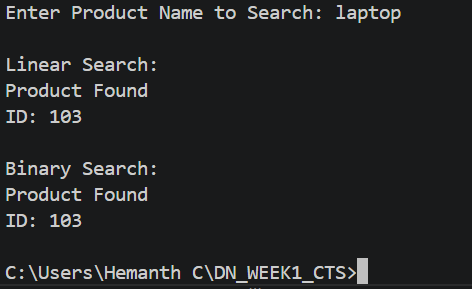 Enter Product Name to Search: laptop
Linear Search:
Product Found
ID: 103
Binary Search:
Product Found
ID: 103
C:\Users\Hemanth C\DN_WEEK1_CTS>